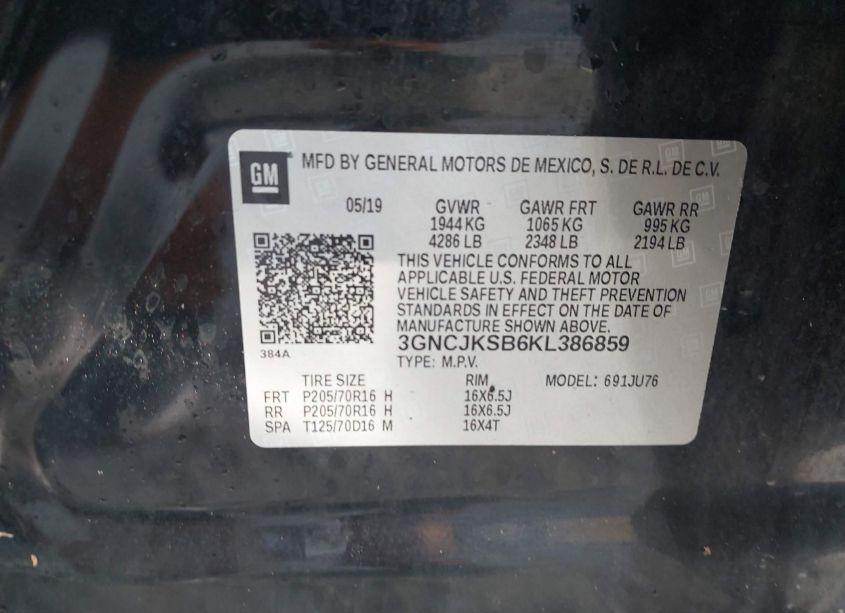 GM MFD BY GENERAL MOTORS DE MEXICO, S. DE R.L. DE C.V.
05/19 GVWR GAWR FRT GAWR RR
1944 KG 1065 KG 995 KG
4286 LB 2348 LB 2194 LB
THIS VEHICLE CONFORMS TO ALL
APPLICABLE U.S. FEDERAL MOTOR
VEHICLE SAFETY AND THEFT PREVENTION
STANDARDS IN EFFECT ON THE DATE OF
MANUFACTURE SHOWN ABOVE.
3GNCJKSB6KL386859
384A
TYPE: M.P.V.
TIRE SIZE RIM MODEL: 691JU76
FRT P205/70R16 H 16X6.5J
RR P205/70R16 H 16X6.5J
SPA T125/70D16 M 16X4T